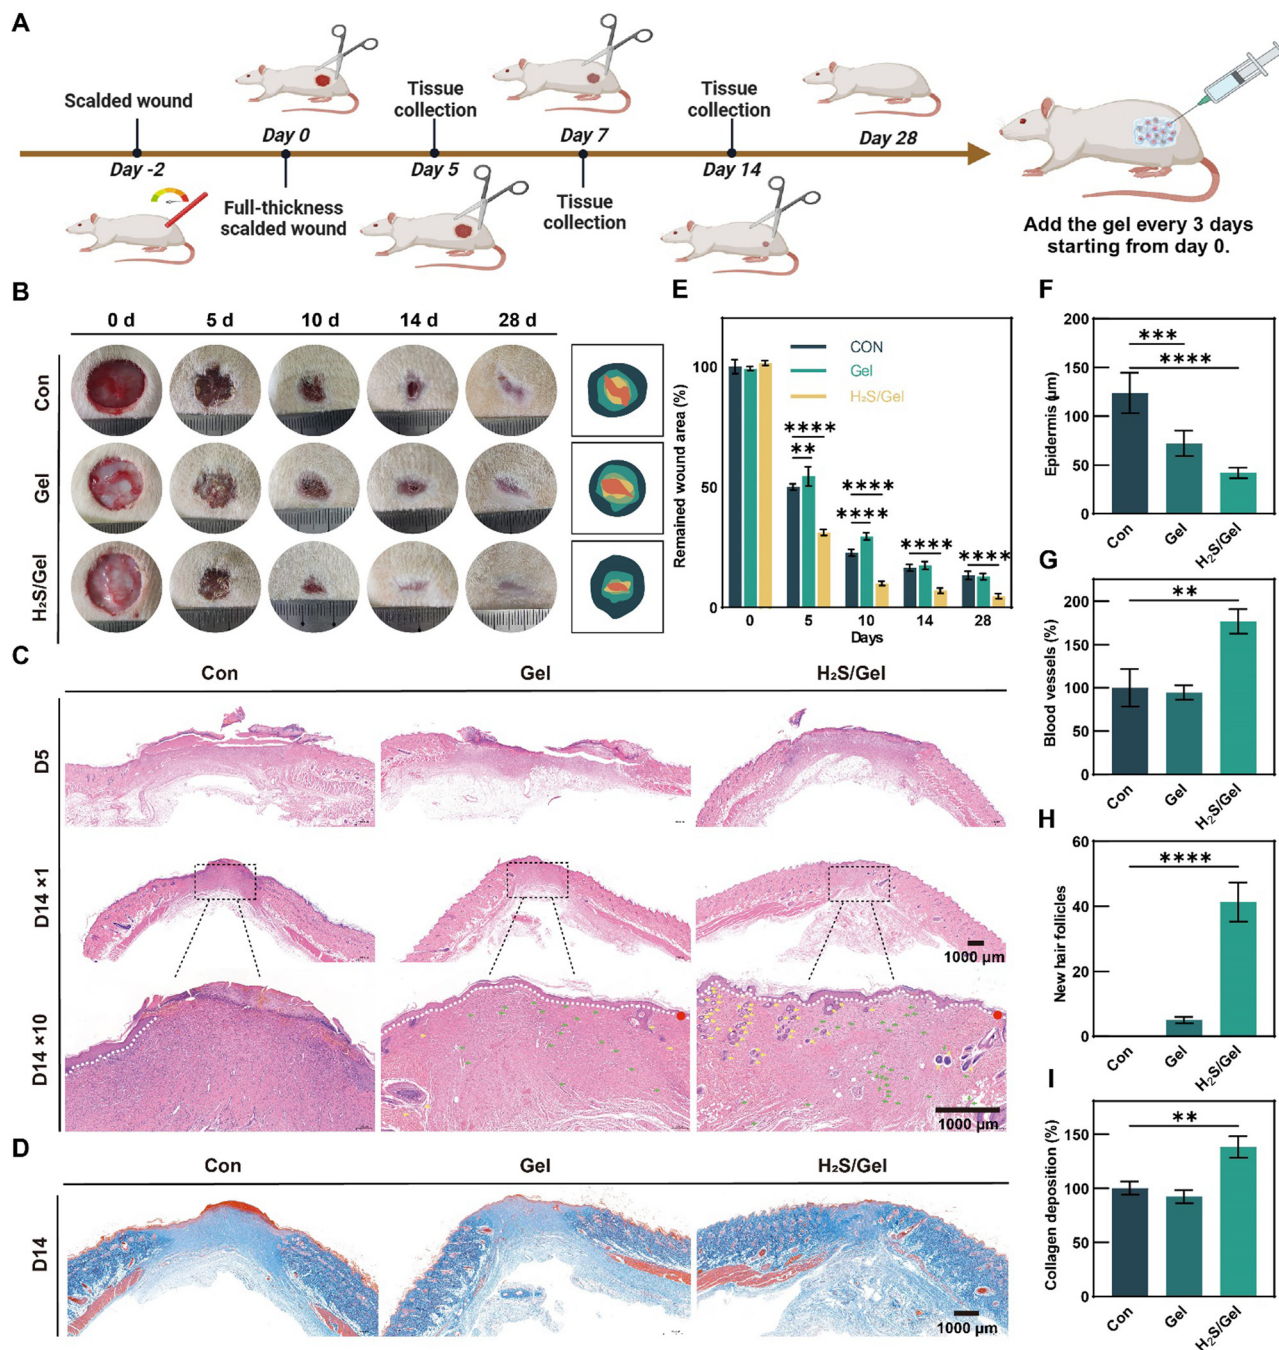 A
Scalded wound
Day -2
Day 0
Full-thickness
scalded wound
Tissue
collection
Day 5
Day 7
Tissue
collection
Tissue
collection
Day 14
Day 28
Add the gel every 3 days
starting from day 0.
B
0 d 5 d 10 d 14 d 28 d
Con
Gel
H₂S/Gel
E
Remained wound area (%)
100
50
0
CON
Gel
H₂S/Gel
**** 
**
****
****
****
****
0 5 10 14 28
Days
F
Epidermis (μm)
200
150
100
50
0
***
****
Con Gel H₂S/Gel
G
Blood vessels (%)
200
150
100
50
0
**
Con Gel H₂S/Gel
C
Con Gel H₂S/Gel
D5
D14 ×1
1000 μm
D14 ×10
1000 μm
H
New hair follicles
60
40
20
0
****
Con Gel H₂S/Gel
D
Con Gel H₂S/Gel
D14
1000 μm
I
Collagen deposition (%)
150
100
50
0
**
Con Gel H₂S/Gel